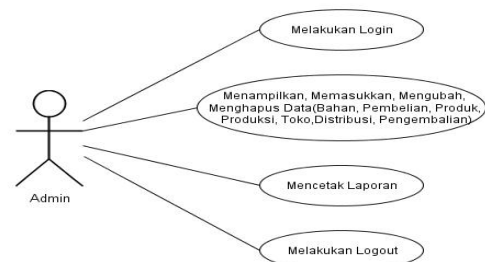 Melakukan Login
Menampilkan, Memasukkan, Mengubah,
Menghapus Data(Bahan, Pembelian, Produk,
Produksi, Toko,Distribusi, Pengembalian)
Admin
Mencetak Laporan
Melakukan Logout